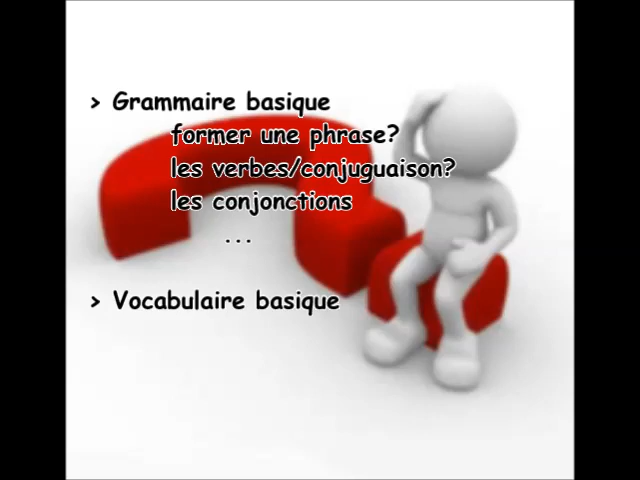 > Grammaire basique
former une phrase?
les verbes/conjuguaison?
les conjonctions
...
> Vocabulaire basique